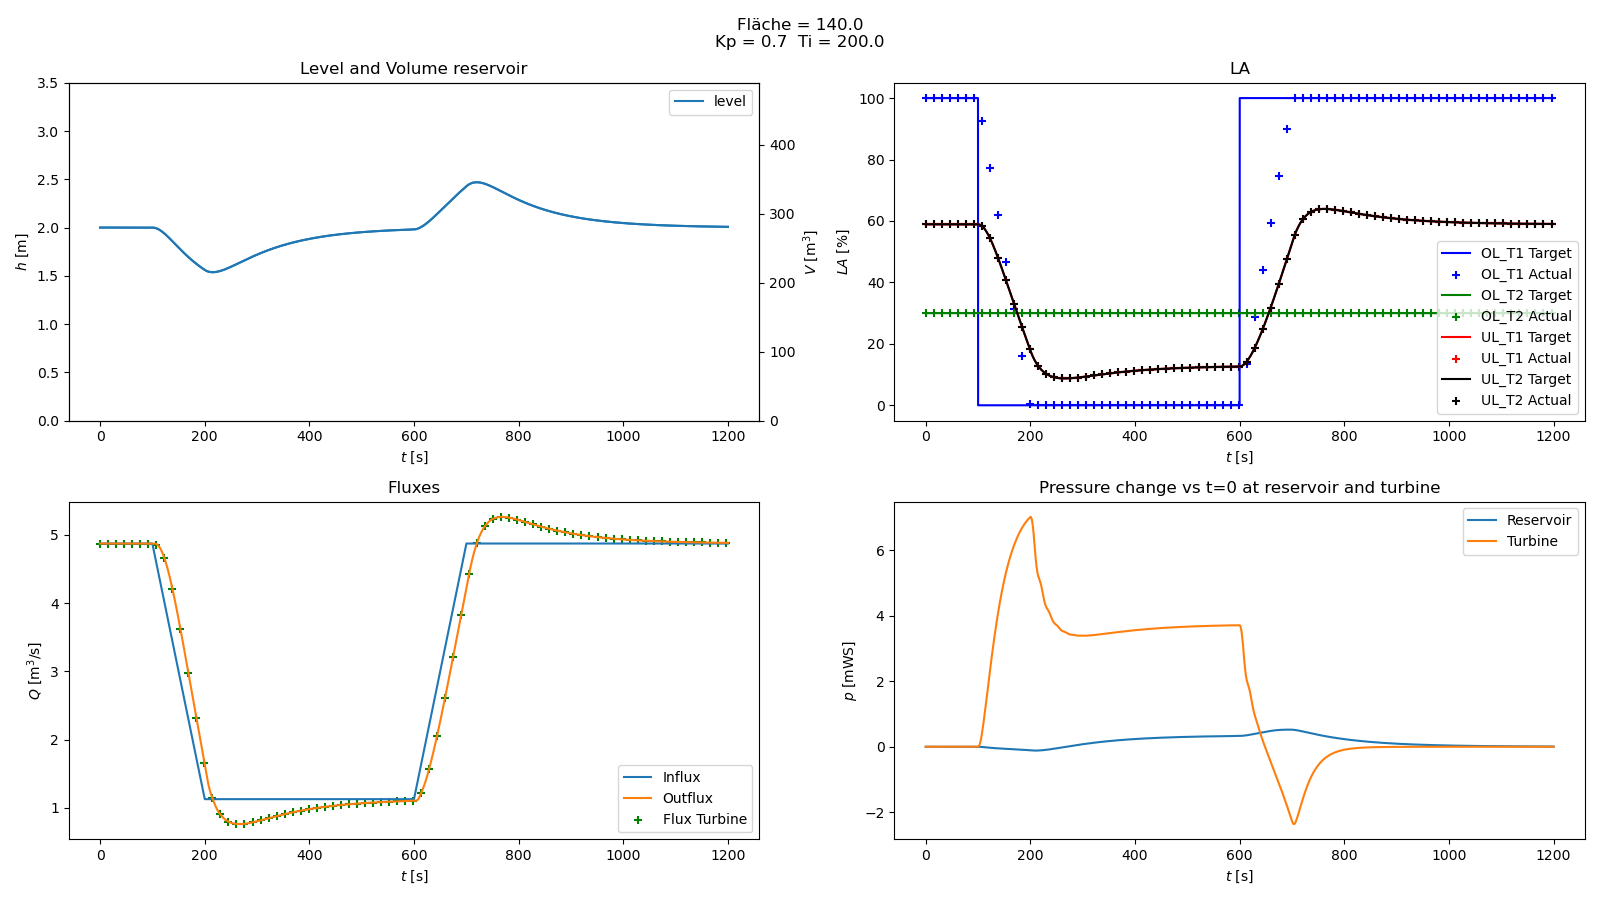 Fläche = 140.0
Kp = 0.7  Ti = 200.0
Level and Volume reservoir
3.5
3.0
2.5
2.0
1.5
1.0
0.5
0.0
h [m]
0
200
400
600
800
1000
1200
t [s]
level
400
300
200
100
0
V [m³]
LA
100
80
60
40
20
0
LA [%]
0
200
400
600
800
1000
1200
t [s]
OL_T1 Target
OL_T1 Actual
OL_T2 Target
OL_T2 Actual
UL_T1 Target
UL_T1 Actual
UL_T2 Target
UL_T2 Actual
Fluxes
5
4
3
2
1
Q [m³/s]
0
200
400
600
800
1000
1200
t [s]
Influx
Outflux
Flux Turbine
Pressure change vs t=0 at reservoir and turbine
6
4
2
0
−2
p [mWS]
0
200
400
600
800
1000
1200
t [s]
Reservoir
Turbine